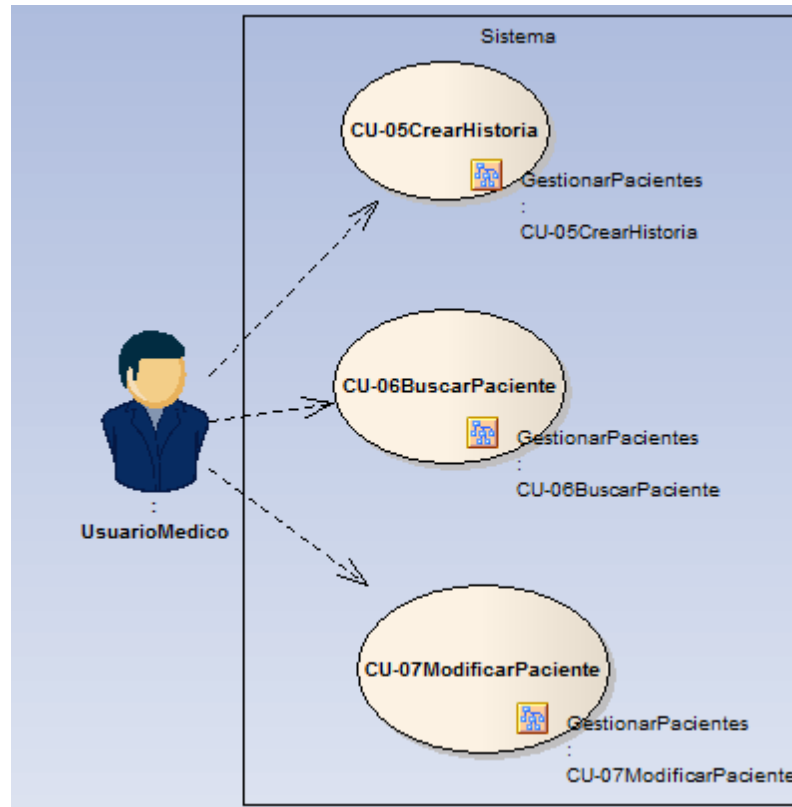 Sistema
CU-05CrearHistoria
GestionarPacientes
:
CU-05CrearHistoria
CU-06BuscarPaciente
GestionarPacientes
:
CU-06BuscarPaciente
:
UsuarioMedico
CU-07ModificarPaciente
GestionarPacientes
:
CU-07ModificarPaciente